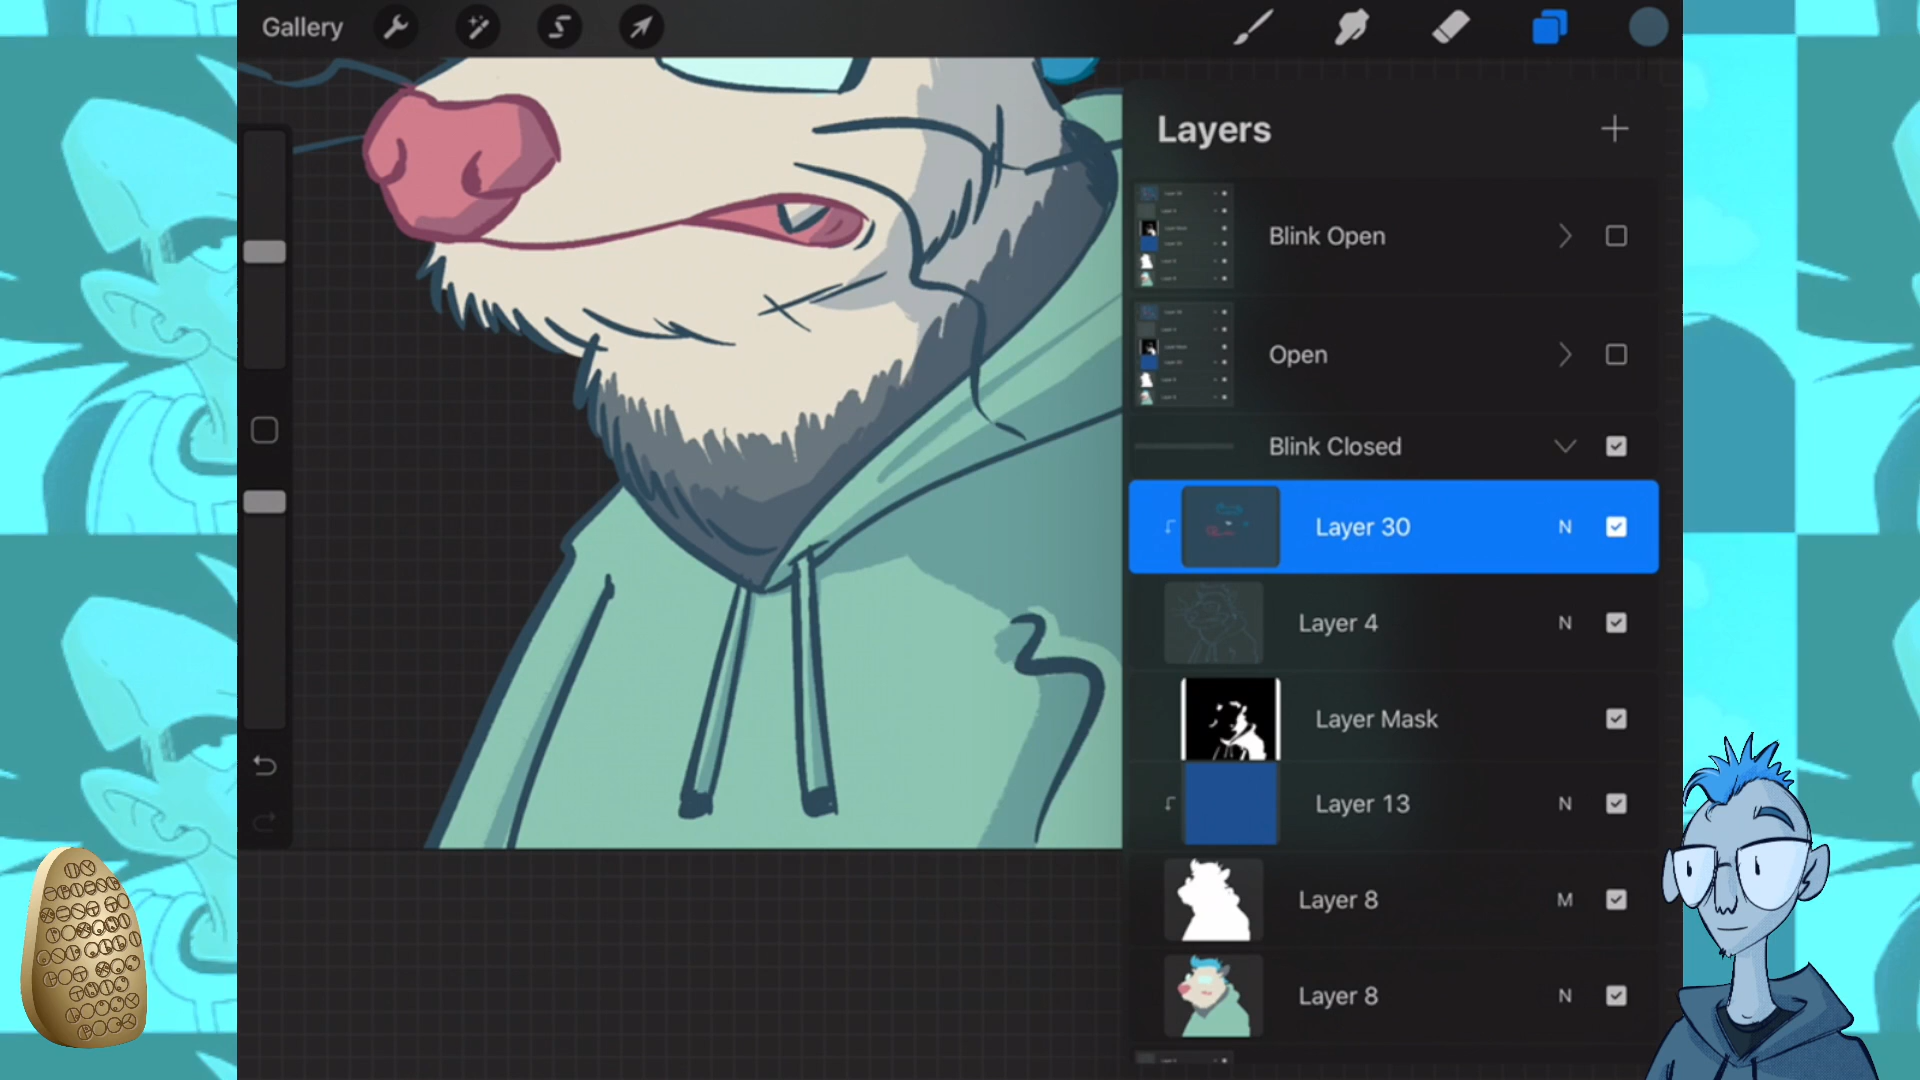 Gallery
Layers
Blink Open
Open
Blink Closed
Layer 30 N
Layer 4 N
Layer Mask
Layer 13 N
Layer 8 M
Layer 8 N